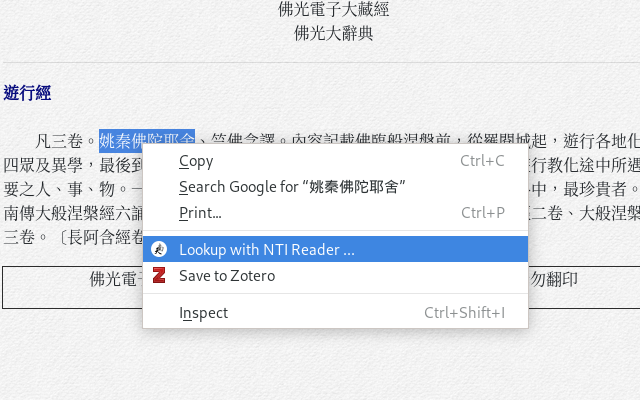 佛光電子大藏經
佛光大辭典
遊行經
凡三卷。姚秦佛陀耶舍、竺佛念譯。內容記載佛臨般涅槃前，從羅閱城起，遊行各地化
四眾及異學，最後到
行教化途中所遇
要之人、事、物。一
中，最珍貴者。
南傳大般涅槃經六誦
二卷、大般涅槃
三卷。〔長阿含經卷
佛光電子
勿翻印
Copy Ctrl+C
Search Google for “姚秦佛陀耶舍”
Print... Ctrl+P
Lookup with NTI Reader ...
Save to Zotero
Inspect Ctrl+Shift+I